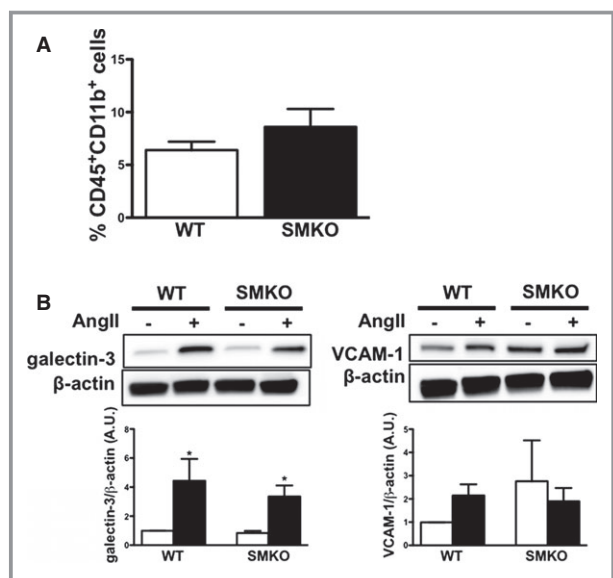 A
% CD45⁺CD11b⁺ cells
15
10
5
0
WT SMKO
B
WT SMKO
AngII - + - +
galectin-3
β-actin
galectin-3/β-actin (A.U.)
8
6
4
2
0
* *
WT SMKO
WT SMKO
AngII - + - +
VCAM-1
β-actin
VCAM-1/β-actin (A.U.)
5
4
3
2
1
0
WT SMKO